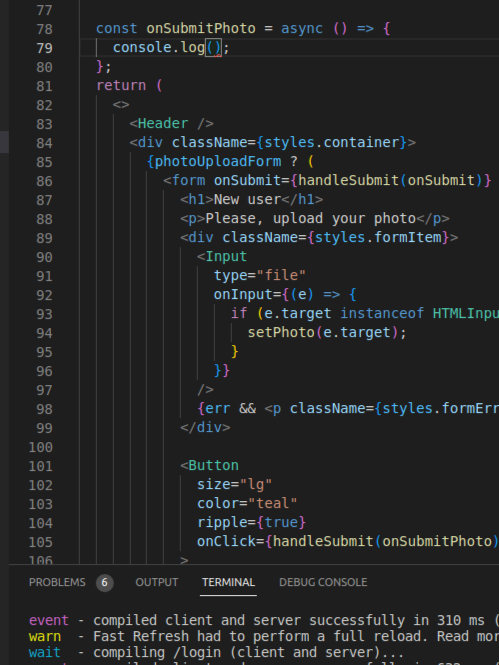 77
78 const onSubmitPhoto = async () => {
79 console.log();
80 };
81 return (
82 <>
83 <Header />
84 <div className={styles.container}>
85 {photoUploadForm ? (
86 <form onSubmit={handleSubmit(onSubmit)}
87 <h1>New user</h1>
88 <p>Please, upload your photo</p>
89 <div className={styles.formItem}>
90 <Input
91 type="file"
92 onInput={(e) => {
93 if (e.target instanceof HTMLInpu
94 setPhoto(e.target);
95 }
96 }}
97 />
98 {err && <p className={styles.formErr
99 </div>
100
101 <Button
102 size="lg"
103 color="teal"
104 ripple={true}
105 onClick={handleSubmit(onSubmitPhoto)
106 >
PROBLEMS 6 OUTPUT TERMINAL DEBUG CONSOLE
event - compiled client and server successfully in 310 ms (
warn - Fast Refresh had to perform a full reload. Read mor
wait - compiling /login (client and server)...